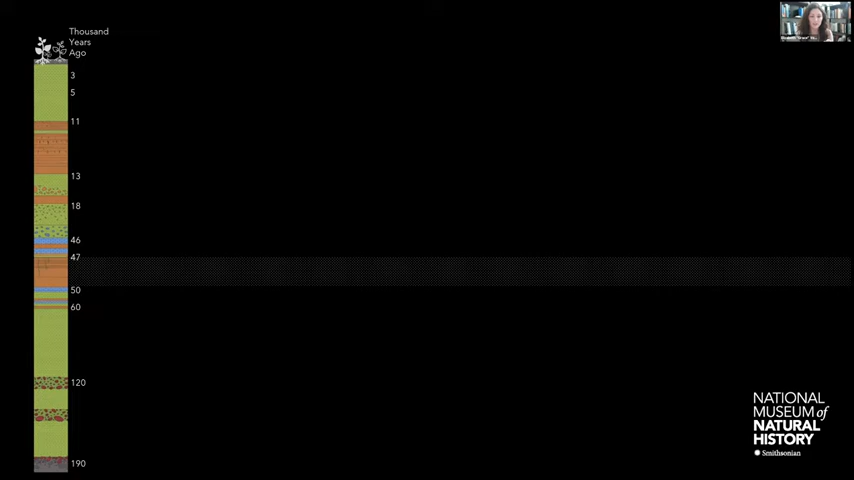 Thousand
Years
Ago
3
5
11
13
18
46
47
50
60
120
190
NATIONAL
MUSEUM of
NATURAL
HISTORY
Smithsonian